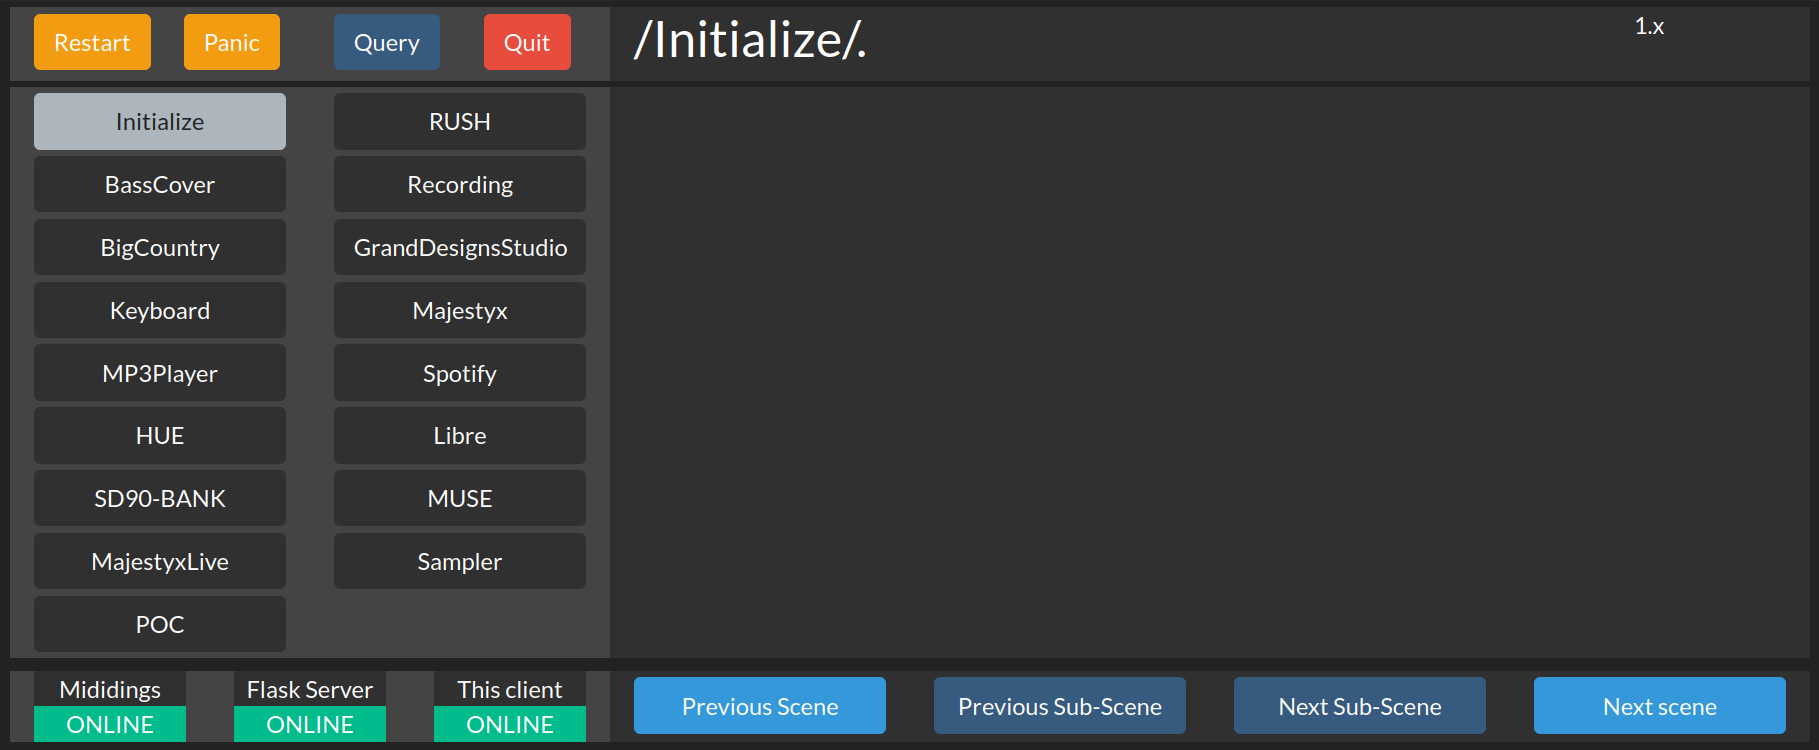 Restart Panic Query Quit
/Initialize/.
1.x
Initialize RUSH
BassCover Recording
BigCountry GrandDesignsStudio
Keyboard Majestyx
MP3Player Spotify
HUE Libre
SD90-BANK MUSE
MajestyxLive Sampler
POC
Mididings Flask Server This client
ONLINE ONLINE ONLINE
Previous Scene Previous Sub-Scene Next Sub-Scene Next scene